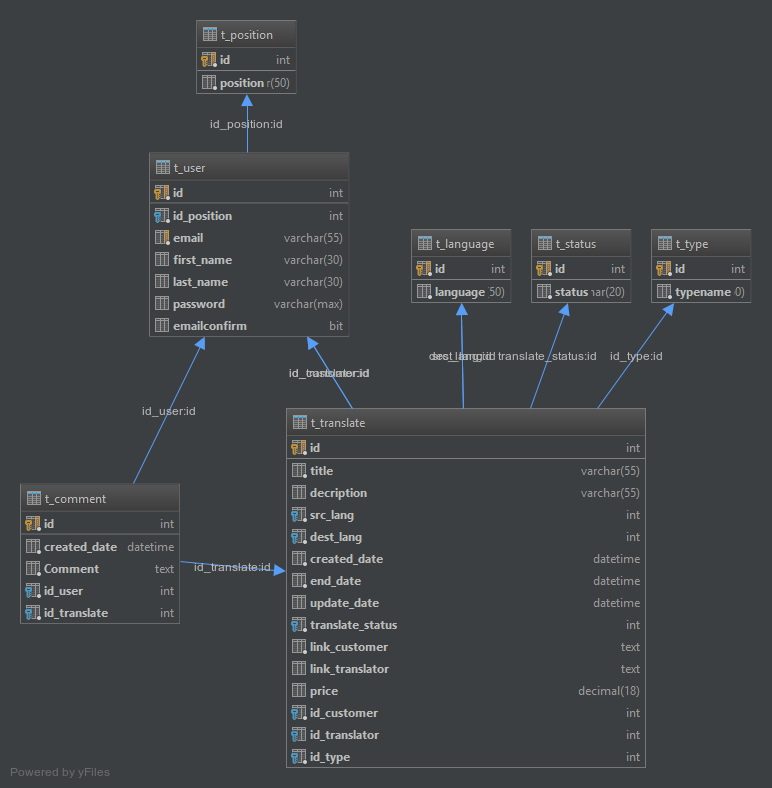 t_position
id int
position r(50)
id_position:id
t_user
id int
id_position int
email varchar(55)
first_name varchar(30)
last_name varchar(30)
password varchar(max)
emailconfirm bit
t_language
id int
language 50)
t_status
id int
status har(20)
t_type
id int
typename 0)
translate_status:id
id_type:id
id_user:id
t_translate
id int
title varchar(55)
decription varchar(55)
src_lang int
dest_lang int
created_date datetime
end_date datetime
update_date datetime
translate_status int
link_customer text
link_translator text
price decimal(18)
id_customer int
id_translator int
id_type int
t_comment
id int
created_date datetime
Comment text
id_user int
id_translate int
id_translate:id
Powered by yFiles